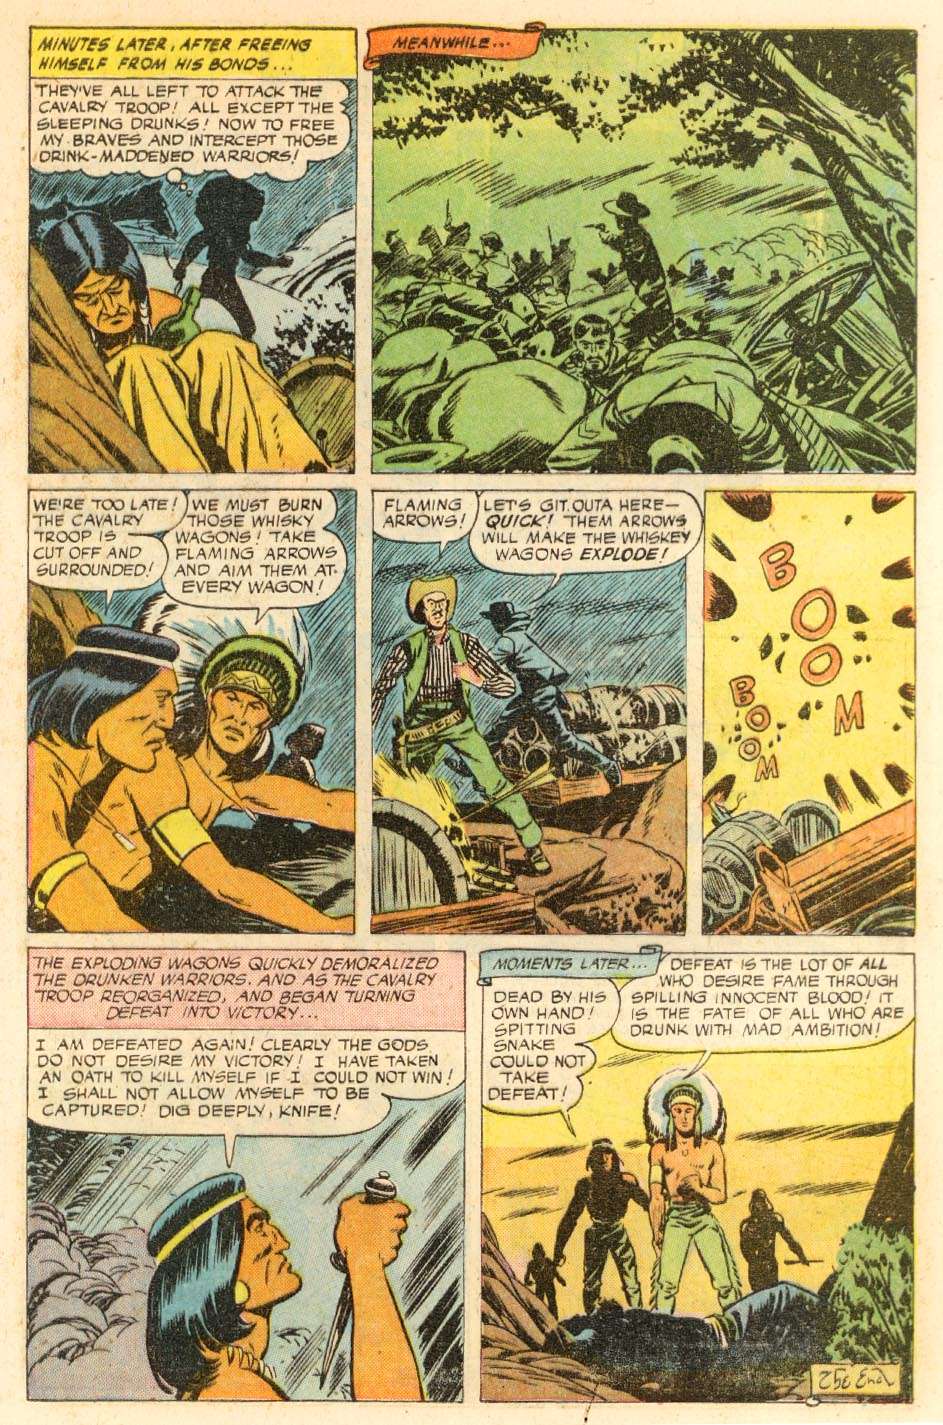 MINUTES LATER, AFTER FREEING
HIMSELF FROM HIS BONDS...
THEY'VE ALL LEFT TO ATTACK THE
CAVALRY TROOP! ALL EXCEPT THE
SLEEPING DRUNKS! NOW TO FREE
MY BRAVES AND INTERCEPT THOSE
DRINK-MADDENED WARRIORS!
MEANWHILE...
WE'RE TOO LATE!
THE CAVALRY
TROOP IS
CUT OFF AND
SURROUNDED!
WE MUST BURN
THOSE WHISKY
WAGONS! TAKE
FLAMING ARROWS
AND AIM THEM AT
EVERY WAGON!
FLAMING
ARROWS!
LET'S GIT OUTA HERE—
QUICK! THEM ARROWS
WILL MAKE THE WHISKEY
WAGONS EXPLODE!
BOOM
BOOM
THE EXPLODING WAGONS QUICKLY DEMORALIZED
THE DRUNKEN WARRIORS. AND AS THE CAVALRY
TROOP REORGANIZED, AND BEGAN TURNING
DEFEAT INTO VICTORY...
I AM DEFEATED AGAIN! CLEARLY THE GODS
DO NOT DESIRE MY VICTORY! I HAVE TAKEN
AN OATH TO KILL MYSELF IF I COULD NOT WIN!
I SHALL NOT ALLOW MYSELF TO BE
CAPTURED! DIG DEEPLY, KNIFE!
MOMENTS LATER...
DEAD BY HIS
OWN HAND!
SPITTING
SNAKE
COULD NOT
TAKE
DEFEAT!
DEFEAT IS THE LOT OF ALL
WHO DESIRE FAME THROUGH
SPILLING INNOCENT BLOOD! IT
IS THE FATE OF ALL WHO ARE
DRUNK WITH MAD AMBITION!
End